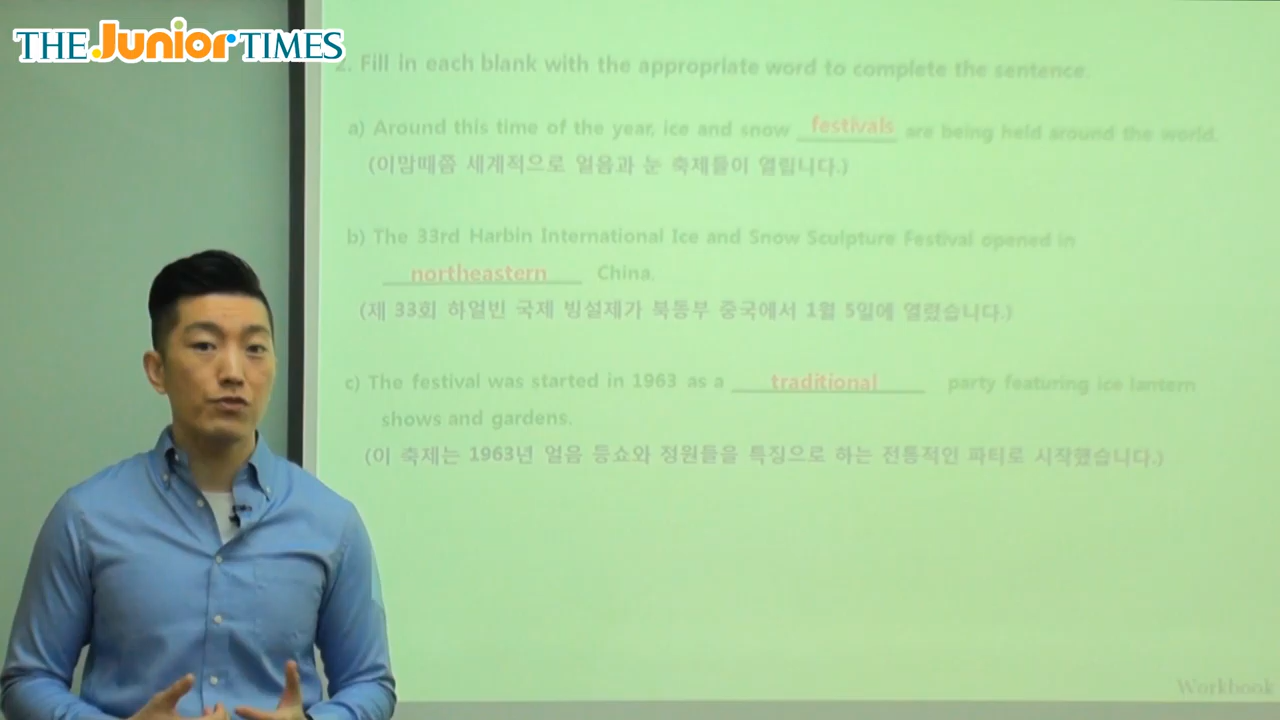 THE Junior TIMES
2. Fill in each blank with the appropriate word to complete the sentence.
a) Around this time of the year, ice and snow festivals are being held around the world.
(이맘때쯤 세계적으로 얼음과 눈 축제들이 열립니다.)
b) The 33rd Harbin International Ice and Snow Sculpture Festival opened in
northeastern China.
(제 33회 하얼빈 국제 빙설제가 북동부 중국에서 1월 5일에 열렸습니다.)
c) The festival was started in 1963 as a traditional party featuring ice lantern
shows and gardens.
(이 축제는 1963년 얼음 등쇼와 정원들을 특징으로 하는 전통적인 파티로 시작했습니다.)
Workbook